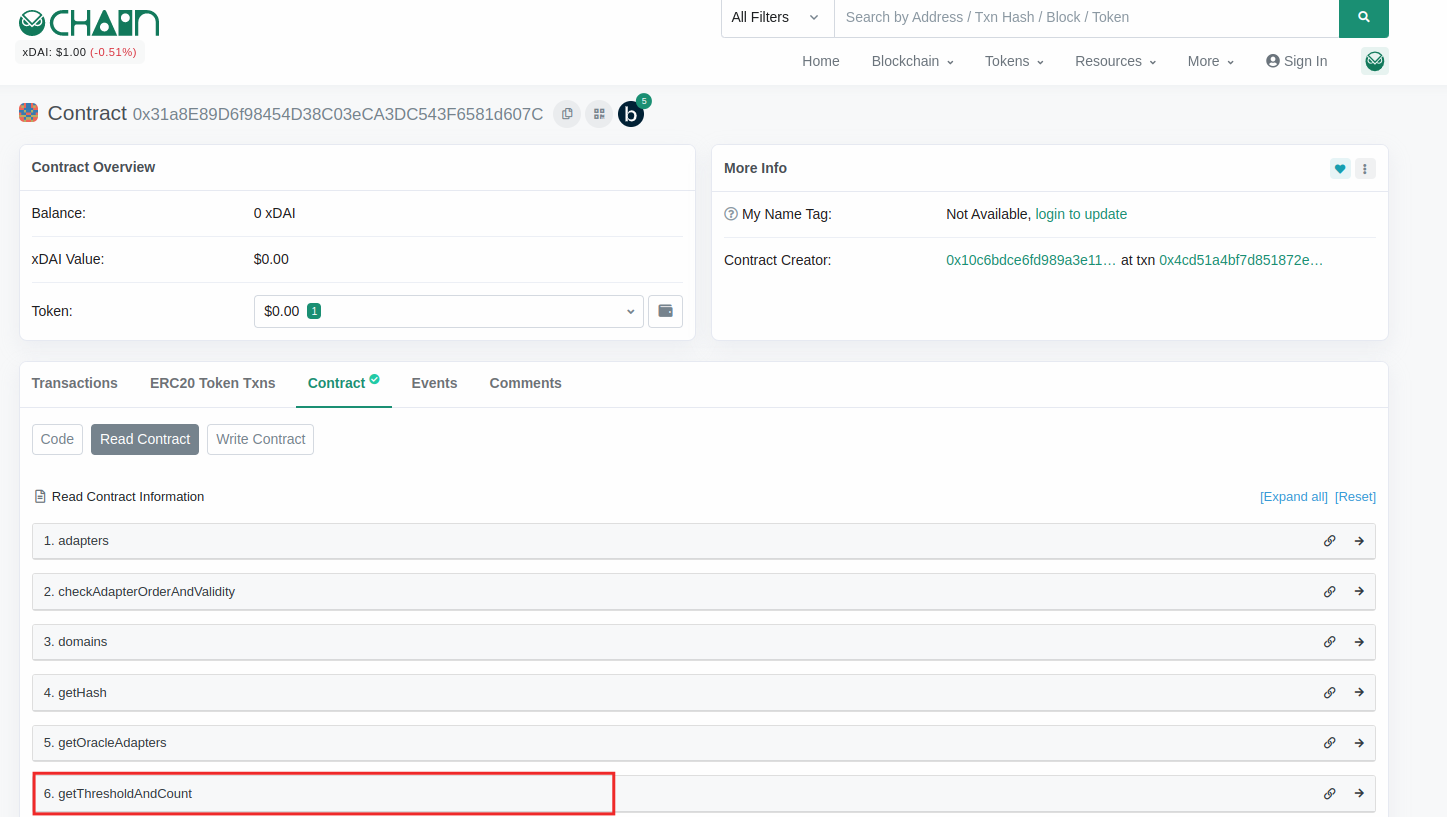 CHAIN
All Filters
Search by Address / Txn Hash / Block / Token
xDAI: $1.00 (-0.51%)
Home Blockchain Tokens Resources More Sign In
Contract 0x31a8E89D6f98454D38C03eCA3DC543F6581d607C b 5
Contract Overview
Balance: 0 xDAI
xDAI Value: $0.00
Token: $0.00 1
More Info
? My Name Tag: Not Available, login to update
Contract Creator: 0x10c6bdce6fd989a3e11… at txn 0x4cd51a4bf7d851872e…
Transactions ERC20 Token Txns Contract Events Comments
Code Read Contract Write Contract
Read Contract Information [Expand all] [Reset]
1. adapters
2. checkAdapterOrderAndValidity
3. domains
4. getHash
5. getOracleAdapters
6. getThresholdAndCount